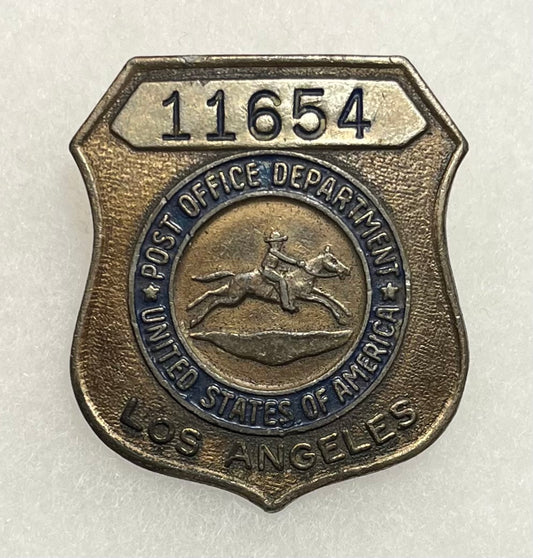 11654
★ POST OFFICE DEPARTMENT ★
UNITED STATES OF AMERICA
LOS ANGELES